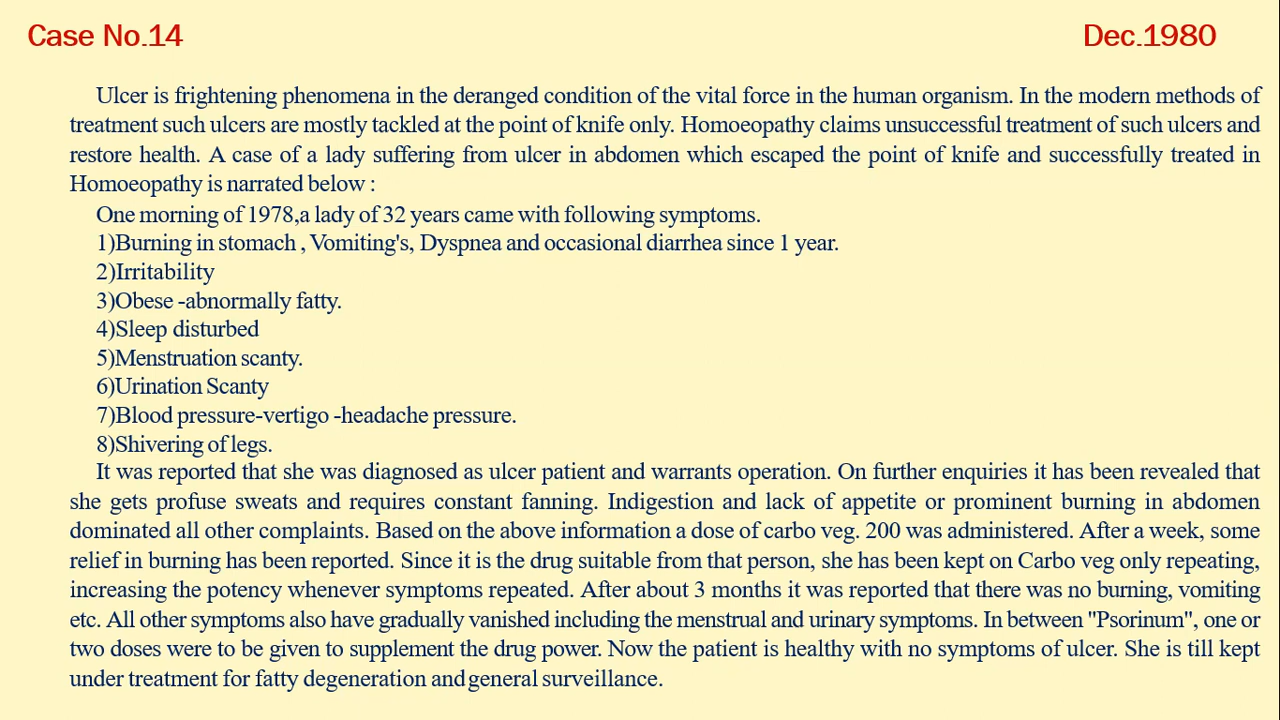 Case No.14
Dec.1980
Ulcer is frightening phenomena in the deranged condition of the vital force in the human organism. In the modern methods of
treatment such ulcers are mostly tackled at the point of knife only. Homoeopathy claims unsuccessful treatment of such ulcers and
restore health. A case of a lady suffering from ulcer in abdomen which escaped the point of knife and successfully treated in
Homoeopathy is narrated below :
One morning of 1978,a lady of 32 years came with following symptoms.
1)Burning in stomach , Vomiting's, Dyspnea and occasional diarrhea since 1 year.
2)Irritability
3)Obese -abnormally fatty.
4)Sleep disturbed
5)Menstruation scanty.
6)Urination Scanty
7)Blood pressure-vertigo -headache pressure.
8)Shivering of legs.
It was reported that she was diagnosed as ulcer patient and warrants operation. On further enquiries it has been revealed that
she gets profuse sweats and requires constant fanning. Indigestion and lack of appetite or prominent burning in abdomen
dominated all other complaints. Based on the above information a dose of carbo veg. 200 was administered. After a week, some
relief in burning has been reported. Since it is the drug suitable from that person, she has been kept on Carbo veg only repeating,
increasing the potency whenever symptoms repeated. After about 3 months it was reported that there was no burning, vomiting
etc. All other symptoms also have gradually vanished including the menstrual and urinary symptoms. In between "Psorinum", one or
two doses were to be given to supplement the drug power. Now the patient is healthy with no symptoms of ulcer. She is till kept
under treatment for fatty degeneration and general surveillance.